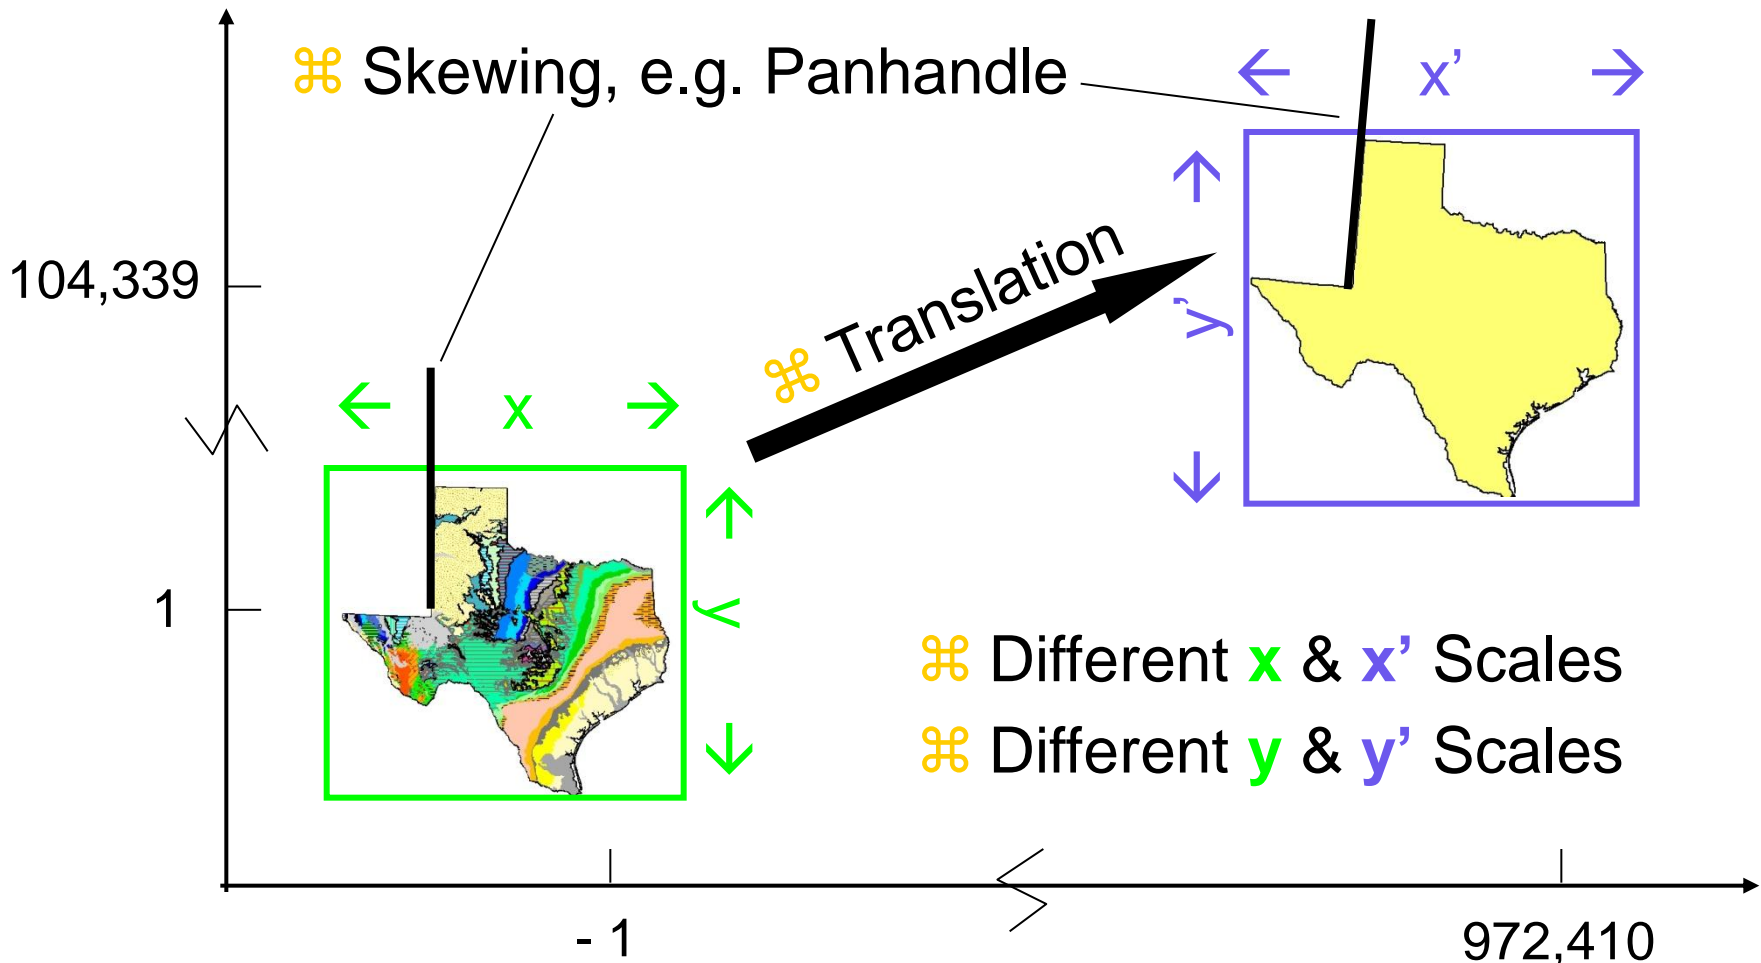 ⌘ Skewing, e.g. Panhandle
x’
y’
⌘ Translation
104,339
x
y
1
⌘ Different x & x’ Scales
⌘ Different y & y’ Scales
- 1
972,410